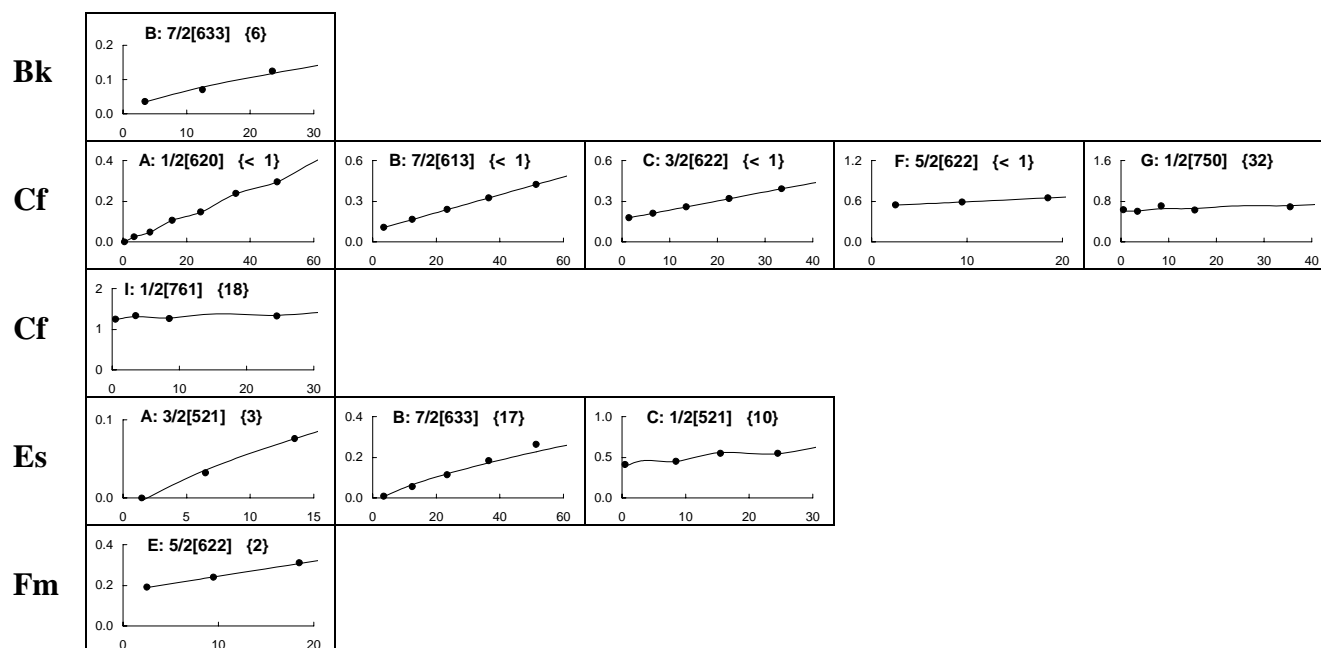 Bk
B: 7/2[633] {6}
0.2
0.1
0.0
0 10 20 30
Cf
A: 1/2[620] {< 1}
0.4
0.2
0.0
0 10 20 30 40 50 60
B: 7/2[613] {< 1}
0.6
0.3
0.0
0 20 40 60
C: 3/2[622] {< 1}
0.6
0.3
0.0
0 10 20 30 40
F: 5/2[622] {< 1}
1.2
0.6
0.0
0 10 20
G: 1/2[750] {32}
1.6
0.8
0.0
0 10 20 30 40
Cf
I: 1/2[761] {18}
2
1
0
0 10 20 30
Es
A: 3/2[521] {3}
0.1
0.0
0 5 10 15
B: 7/2[633] {17}
0.4
0.2
0.0
0 20 40 60
C: 1/2[521] {10}
1.0
0.5
0.0
0 10 20 30
Fm
E: 5/2[622] {2}
0.4
0.2
0.0
0 10 20